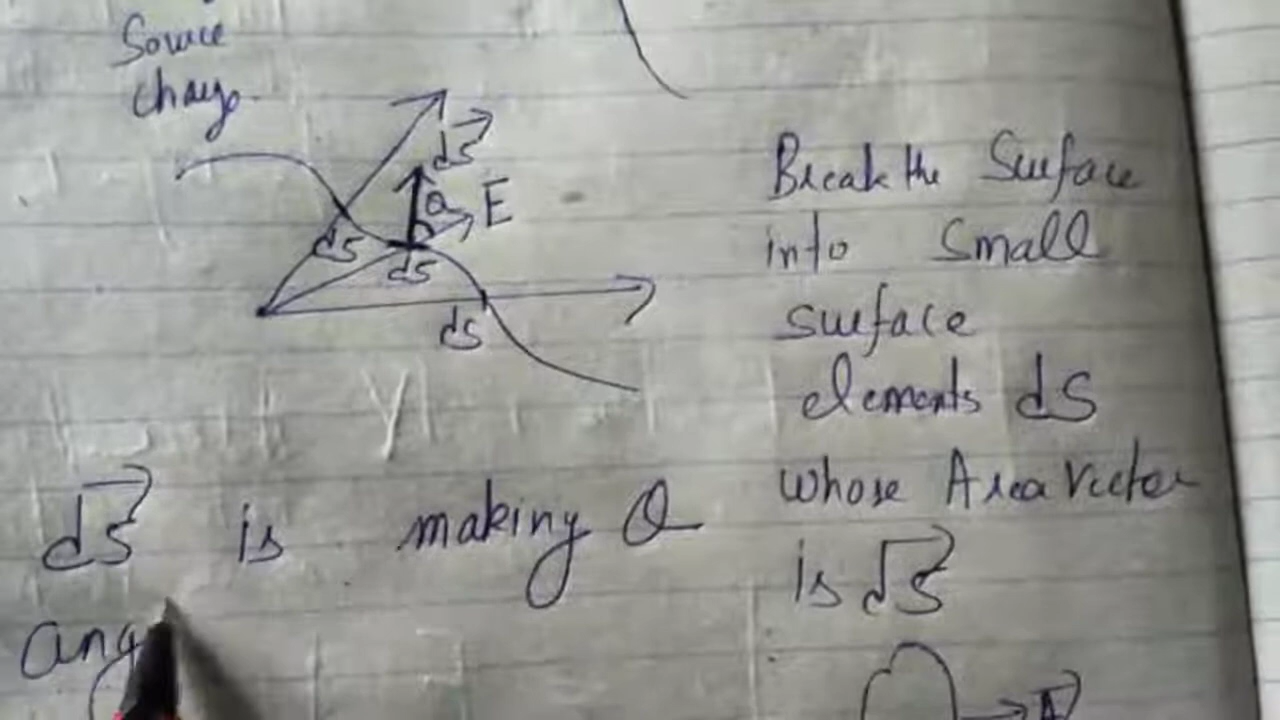 Source
charge
dS
θ
E
dS
dS
dS
Break the Surface
into Small
surface
elements dS
whose Area Vector
is dS
dS is making θ
ang
A